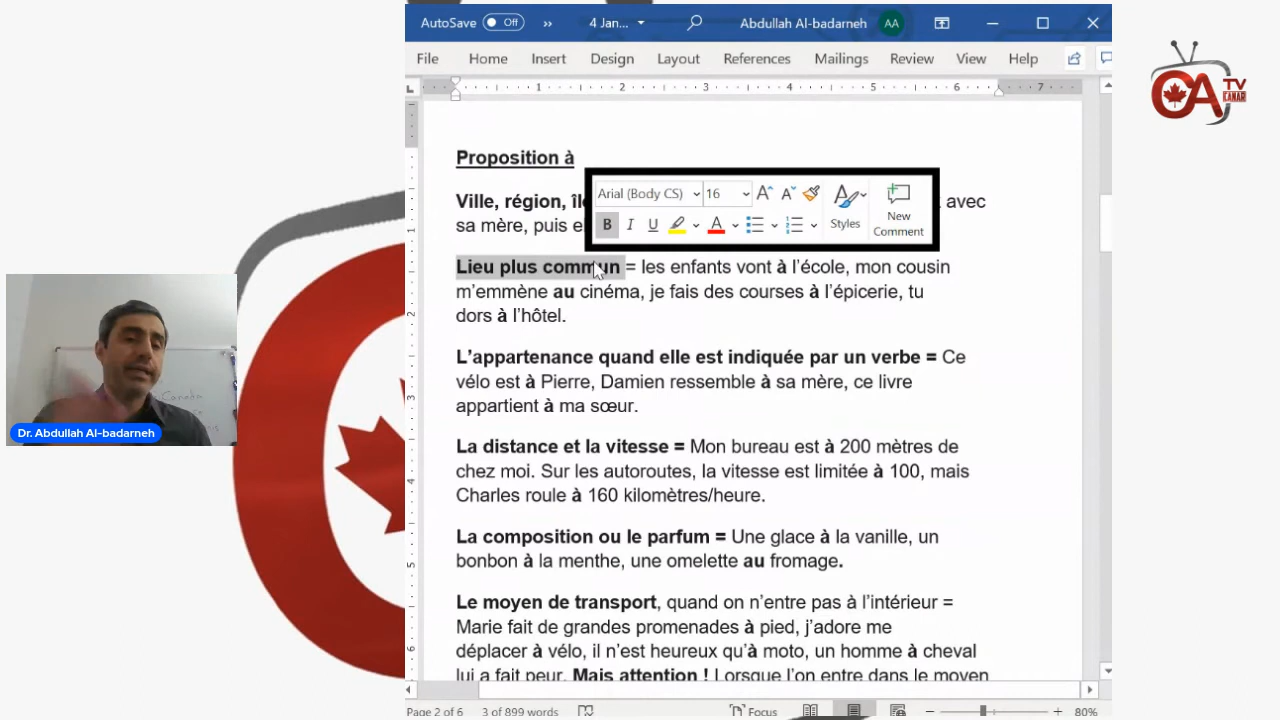 AutoSave Off 4 Jan... Abdullah Al-badarneh AA
File Home Insert Design Layout References Mailings Review View Help
1 2 3 4 5 6 7
Proposition à
Ville, région, avec
sa mère, puis
Arial (Body CS) 16
B I U A Styles New Comment
Lieu plus commun = les enfants vont à l’école, mon cousin
m’emmène au cinéma, je fais des courses à l’épicerie, tu
dors à l’hôtel.
L’appartenance quand elle est indiquée par un verbe = Ce
vélo est à Pierre, Damien ressemble à sa mère, ce livre
appartient à ma sœur.
La distance et la vitesse = Mon bureau est à 200 mètres de
chez moi. Sur les autoroutes, la vitesse est limitée à 100, mais
Charles roule à 160 kilomètres/heure.
La composition ou le parfum = Une glace à la vanille, un
bonbon à la menthe, une omelette au fromage.
Le moyen de transport, quand on n’entre pas à l’intérieur =
Marie fait de grandes promenades à pied, j’adore me
déplacer à vélo, il n’est heureux qu’à moto, un homme à cheval
lui a fait peur. Mais attention ! Lorsque l’on entre dans le moyen
Page 2 of 6 3 of 899 words Focus 80%
Canada
Dr. Abdullah Al-badarneh
CA TV
CANAR